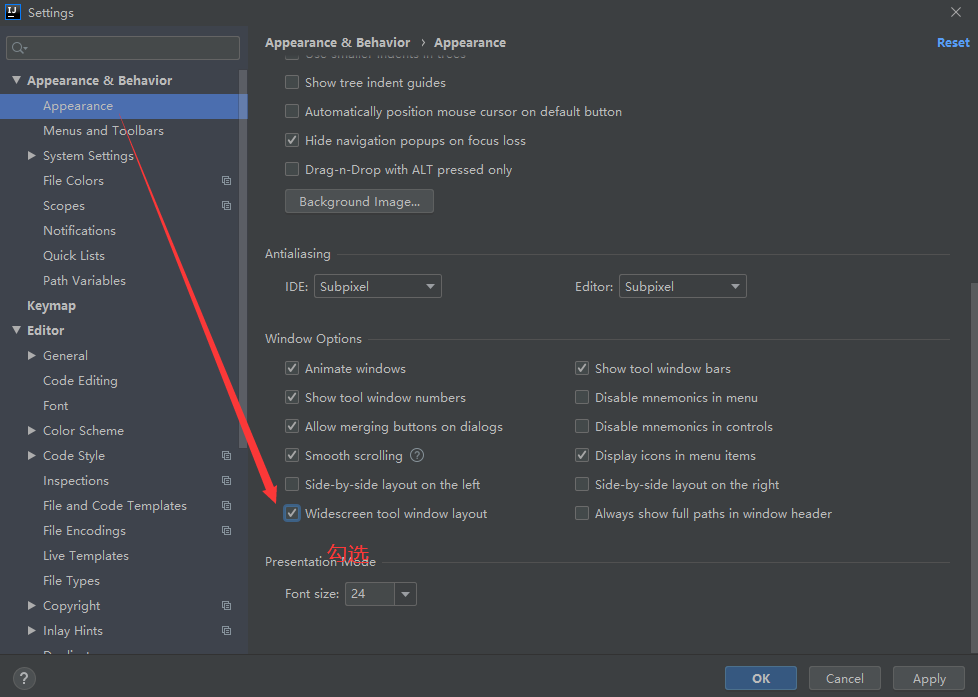 Settings
Appearance & Behavior › Appearance
Reset
Appearance & Behavior
Appearance
Menus and Toolbars
System Settings
File Colors
Scopes
Notifications
Quick Lists
Path Variables
Keymap
Editor
General
Code Editing
Font
Color Scheme
Code Style
Inspections
File and Code Templates
File Encodings
Live Templates
File Types
Copyright
Inlay Hints
Use smaller indents in trees
Show tree indent guides
Automatically position mouse cursor on default button
Hide navigation popups on focus loss
Drag-n-Drop with ALT pressed only
Background Image...
Antialiasing
IDE: Subpixel Editor: Subpixel
Window Options
Animate windows Show tool window bars
Show tool window numbers Disable mnemonics in menu
Allow merging buttons on dialogs Disable mnemonics in controls
Smooth scrolling ? Display icons in menu items
Side-by-side layout on the left Side-by-side layout on the right
Widescreen tool window layout Always show full paths in window header
勾选
Presentation Mode
Font size: 24
? OK Cancel Apply